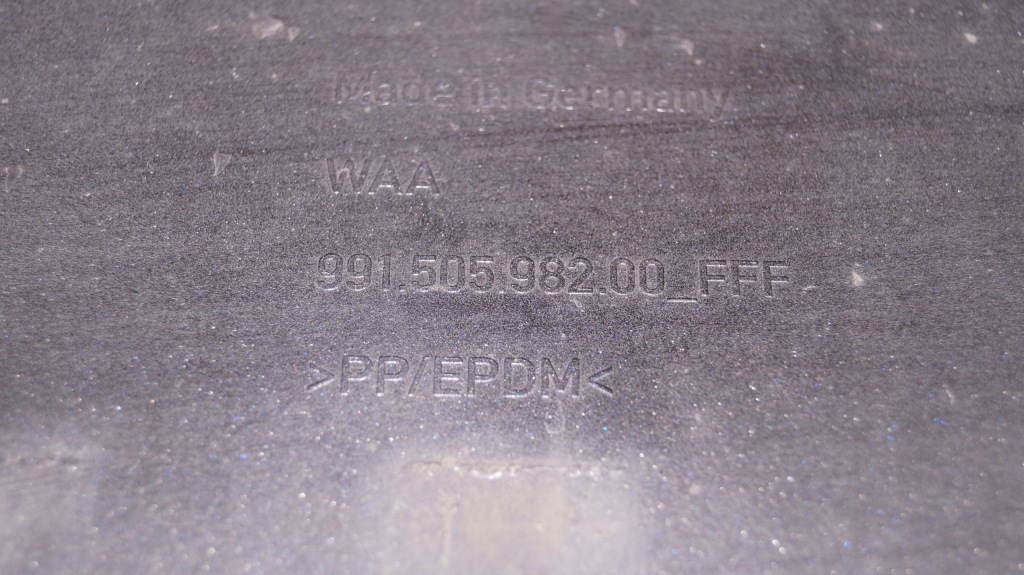 Made in Germany
WAA
991.505.982.00_FFF
>PP/EPDM<